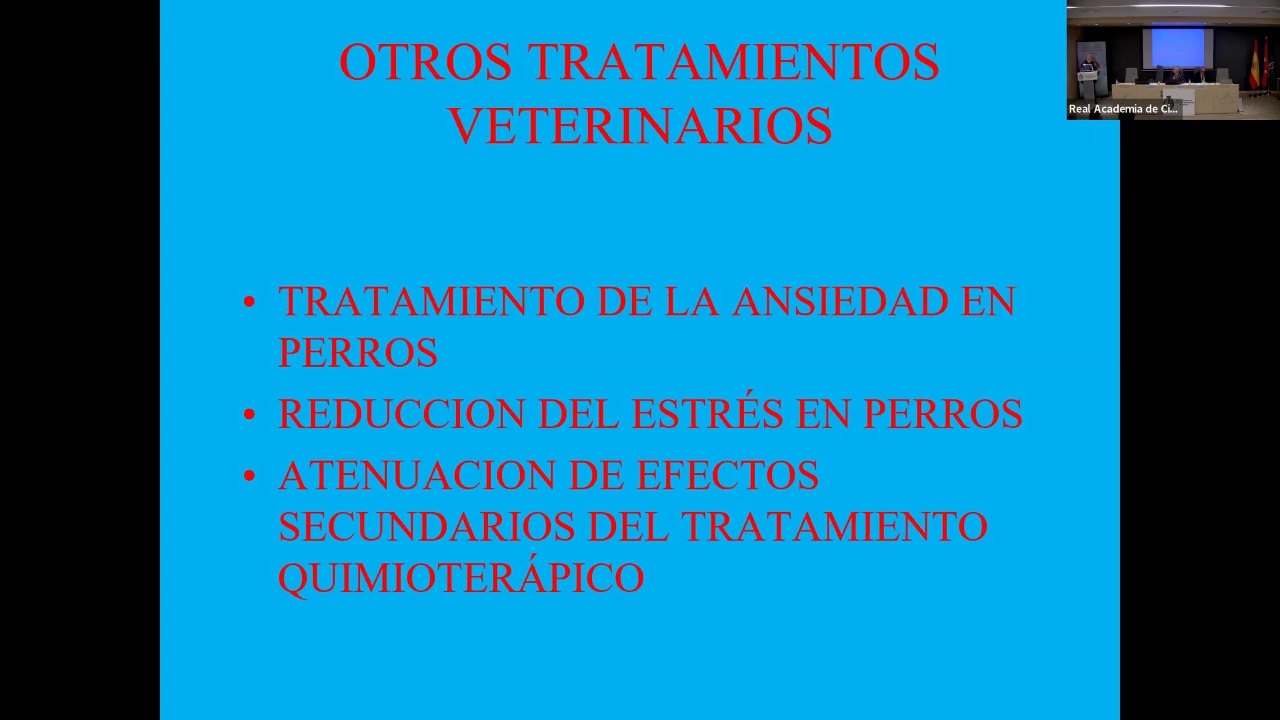 OTROS TRATAMIENTOS
VETERINARIOS
Real Academia de Ci...
• TRATAMIENTO DE LA ANSIEDAD EN
PERROS
• REDUCCION DEL ESTRÉS EN PERROS
• ATENUACION DE EFECTOS
SECUNDARIOS DEL TRATAMIENTO
QUIMIOTERÁPICO